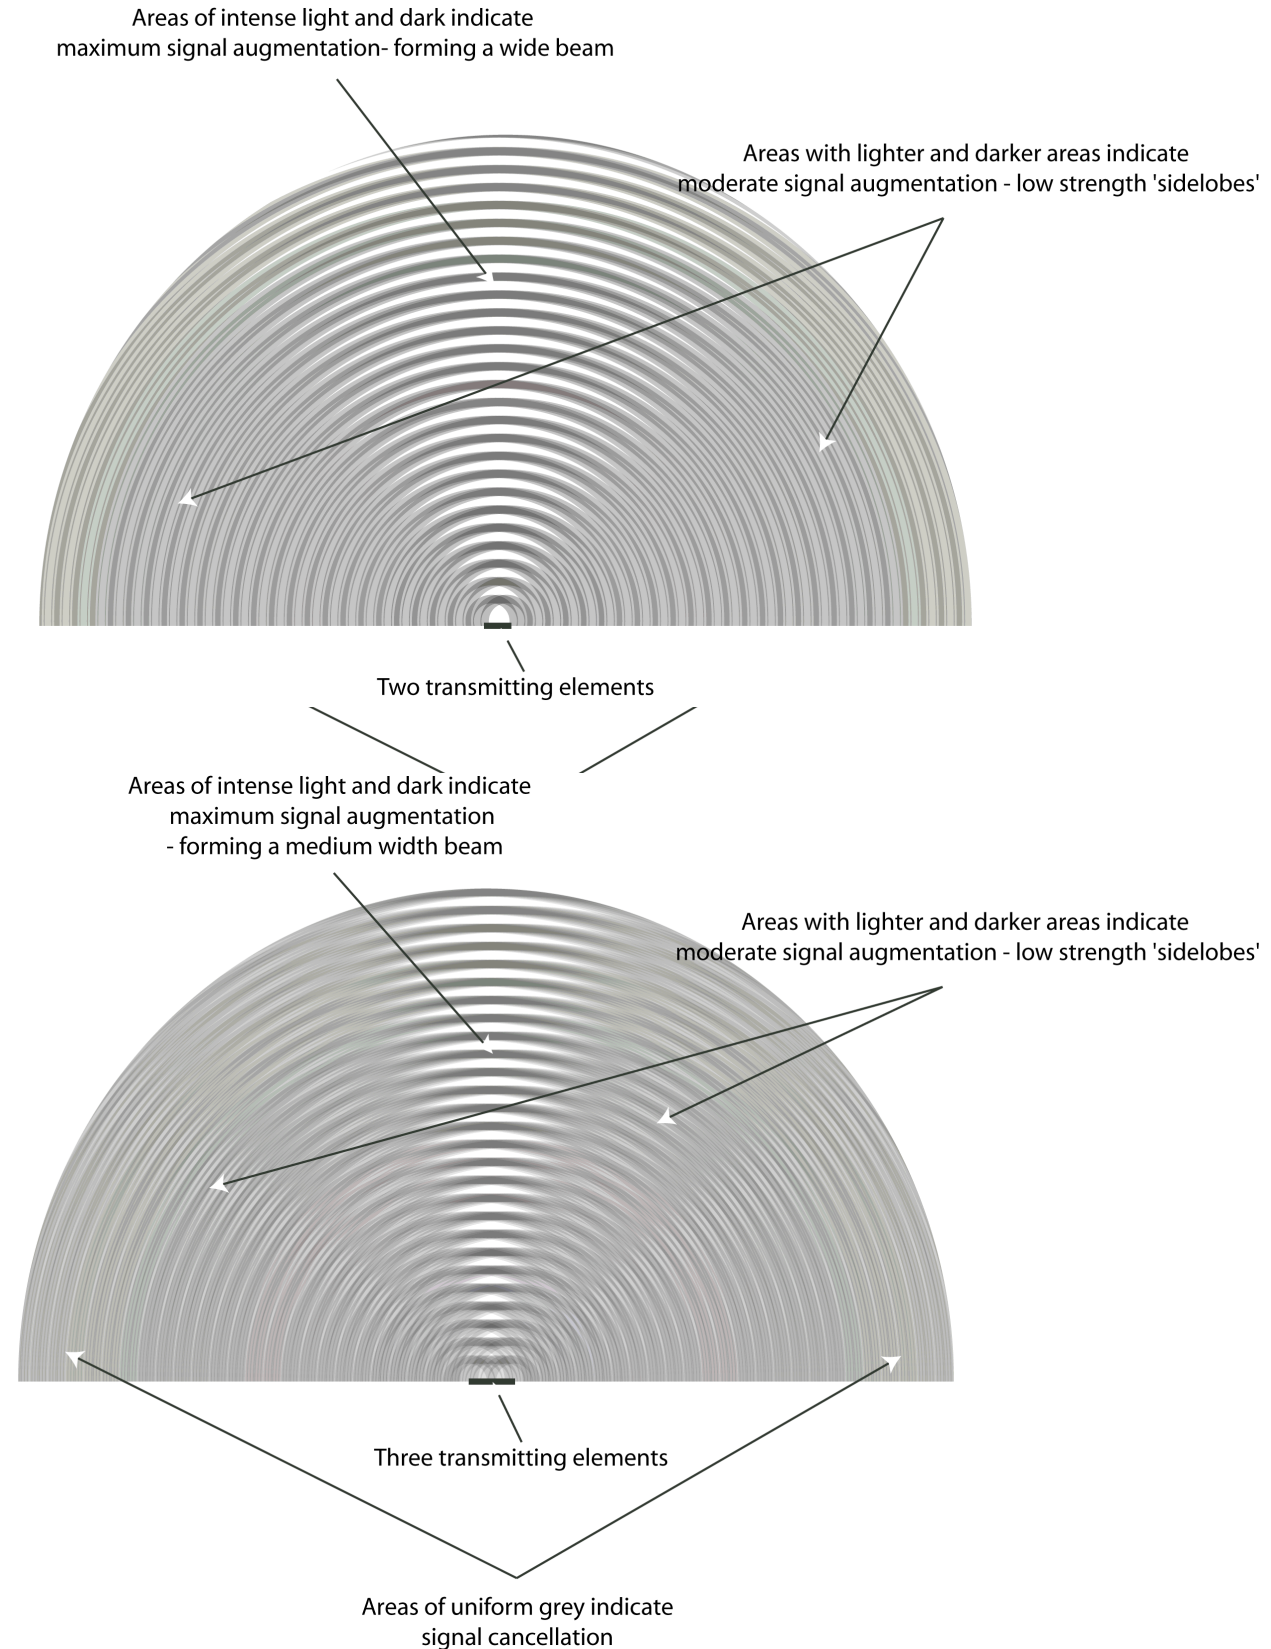 Areas of intense light and dark indicate
maximum signal augmentation- forming a wide beam
Areas with lighter and darker areas indicate
moderate signal augmentation - low strength 'sidelobes'
Two transmitting elements
Areas of intense light and dark indicate
maximum signal augmentation
- forming a medium width beam
Areas with lighter and darker areas indicate
moderate signal augmentation - low strength 'sidelobes'
Three transmitting elements
Areas of uniform grey indicate
signal cancellation